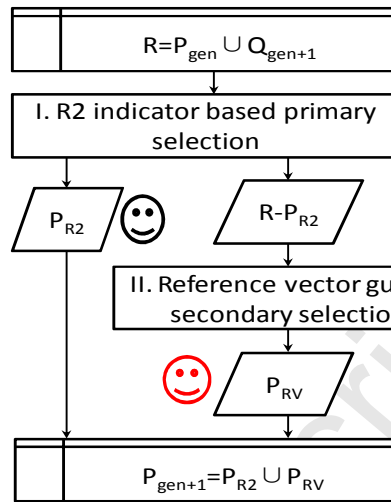 R=P_gen ∪ Q_gen+1
I. R2 indicator based primary
selection
P_R2
R-P_R2
II. Reference vector gu
secondary selectio
P_RV
P_gen+1=P_R2 ∪ P_RV